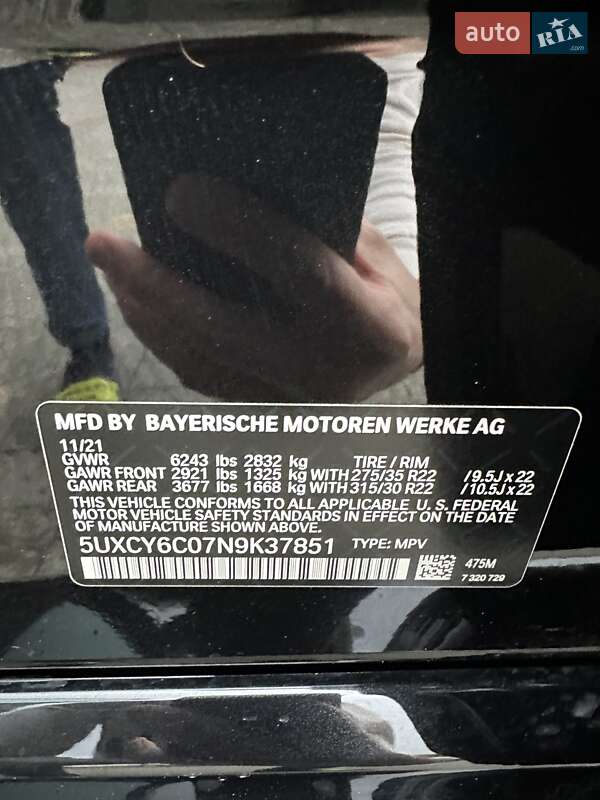 auto RIA .com
MFD BY BAYERISCHE MOTOREN WERKE AG
11/21
GVWR 6243 lbs 2832 kg TIRE / RIM
GAWR FRONT 2921 lbs 1325 kg WITH 275/35 R22 / 9.5J x 22
GAWR REAR 3677 lbs 1668 kg WITH 315/30 R22 / 10.5J x 22
THIS VEHICLE CONFORMS TO ALL APPLICABLE U. S. FEDERAL
MOTOR VEHICLE SAFETY STANDARDS IN EFFECT ON THE DATE
OF MANUFACTURE SHOWN ABOVE.
5UXCY6C07N9K37851 TYPE: MPV
475M
7 320 729